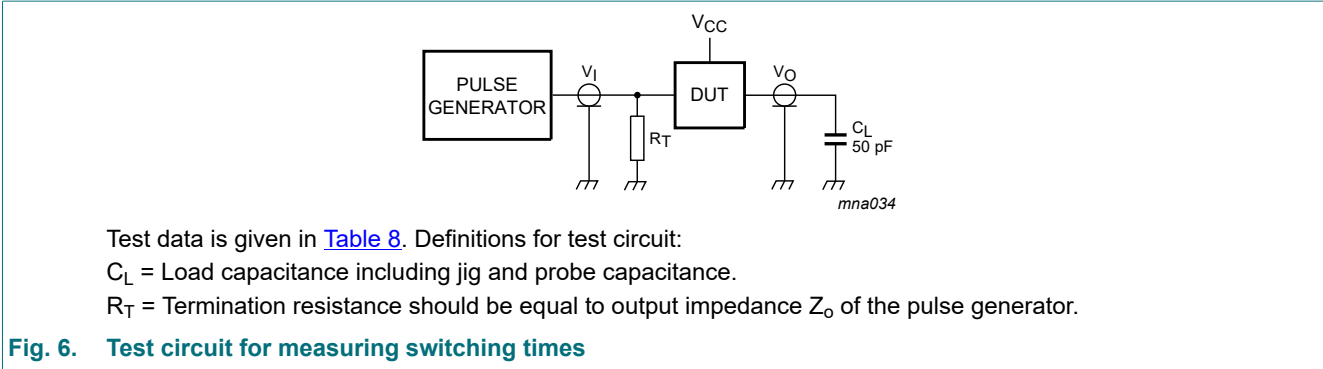 VCC
PULSE
GENERATOR
VI
DUT
VO
RT
CL
50 pF
mna034
Test data is given in Table 8. Definitions for test circuit:
CL = Load capacitance including jig and probe capacitance.
RT = Termination resistance should be equal to output impedance Zo of the pulse generator.
Fig. 6. Test circuit for measuring switching times